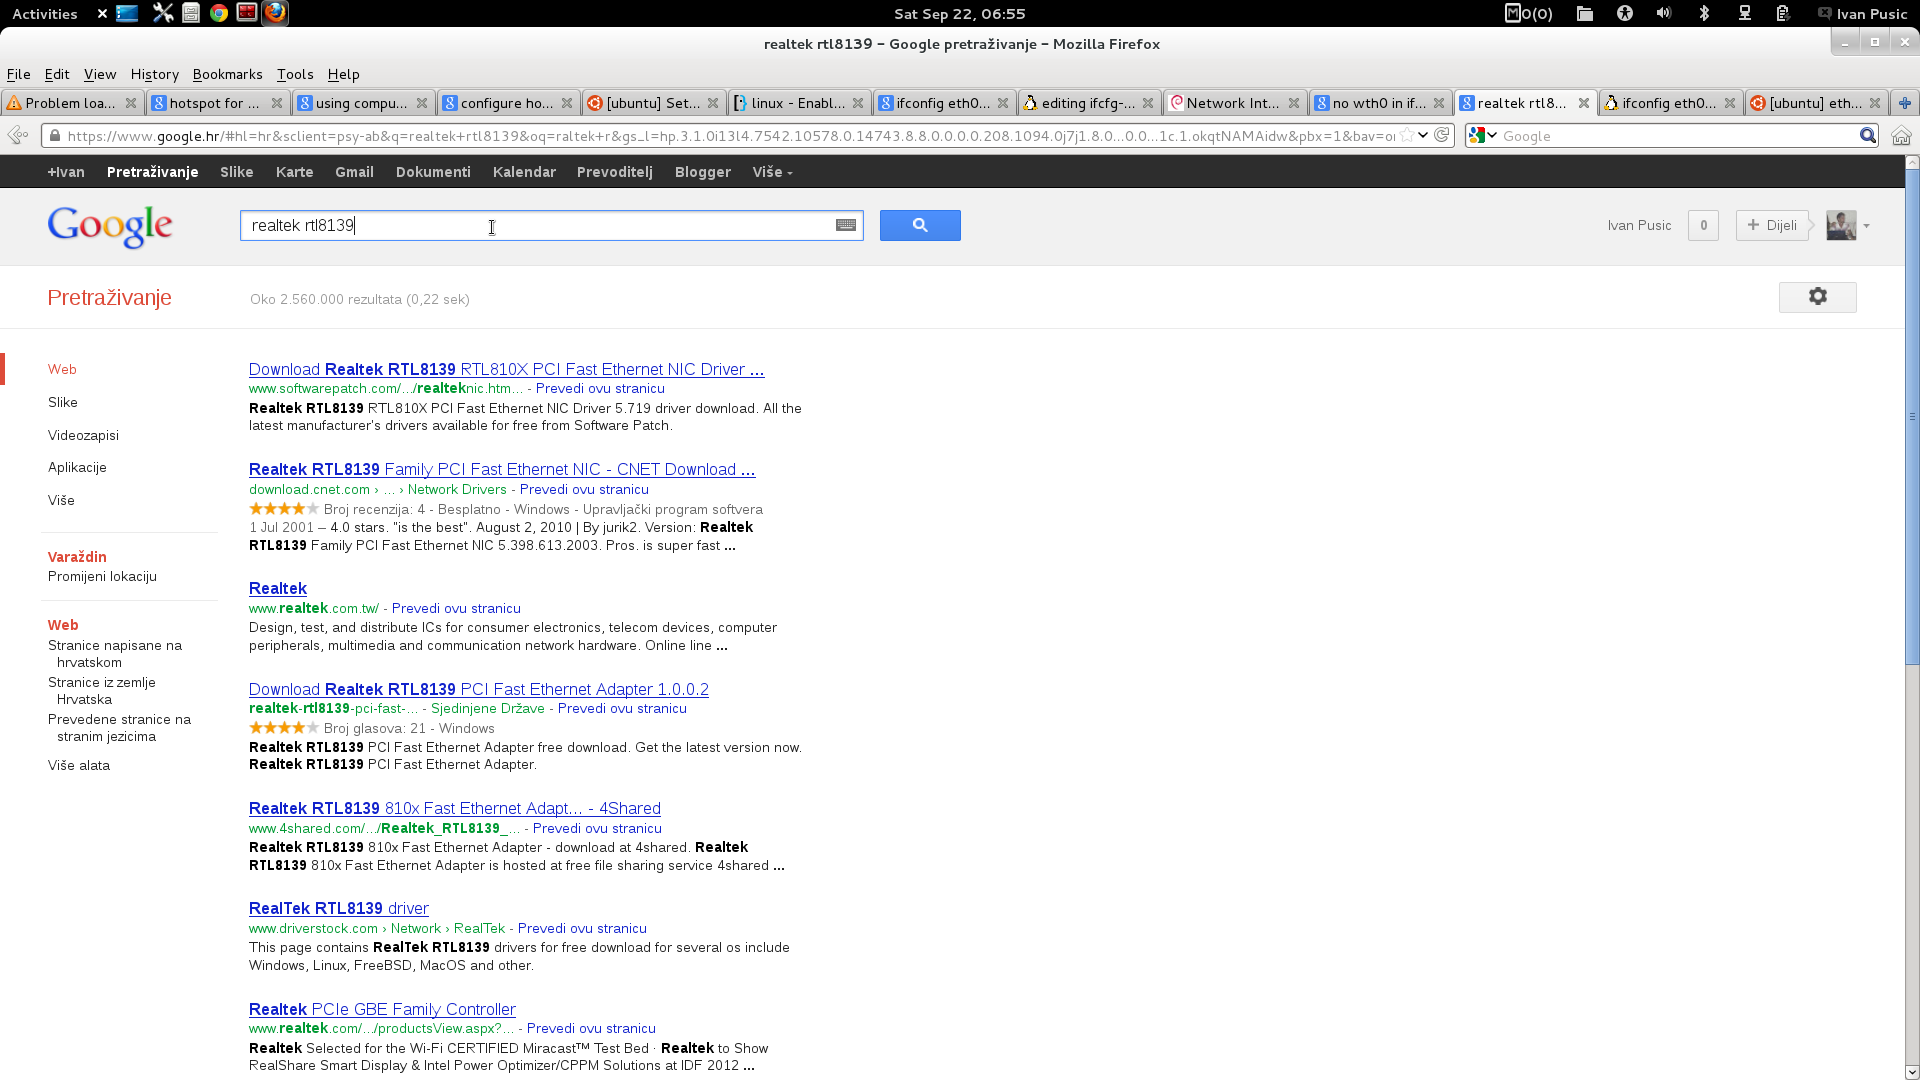 Activities
Sat Sep 22, 06:55
0(0)
Ivan Pusic
realtek rtl8139 – Google pretraživanje – Mozilla Firefox
File Edit View History Bookmarks Tools Help
Problem loa... hotspot for ... using compu... configure ho... [ubuntu] Set... linux - Enabl... ifconfig eth0... editing ifcfg-... Network Int... no wth0 in if... realtek rtl8... ifconfig eth0... [ubuntu] eth...
https://www.google.hr/#hl=hr&sclient=psy-ab&q=realtek+rtl8139&oq=raltek+r&gs_l=hp.3.1.0i13l4.7542.10578.0.14743.8.8.0.0.0.0.208.1094.0j7j1.8.0...0.0...1c.1.okqtNAMAidw&pbx=1&bav=o
Google
+Ivan Pretraživanje Slike Karte Gmail Dokumenti Kalendar Prevoditelj Blogger Više
Google
realtek rtl8139
Ivan Pusic 0 + Dijeli
Pretraživanje
Oko 2.560.000 rezultata (0,22 sek)
Web
Slike
Videozapisi
Aplikacije
Više
Varaždin
Promijeni lokaciju
Web
Stranice napisane na
hrvatskom
Stranice iz zemlje
Hrvatska
Prevedene stranice na
stranim jezicima
Više alata
Download Realtek RTL8139 RTL810X PCI Fast Ethernet NIC Driver ...
www.softwarepatch.com/.../realteknic.htm... - Prevedi ovu stranicu
Realtek RTL8139 RTL810X PCI Fast Ethernet NIC Driver 5.719 driver download. All the
latest manufacturer's drivers available for free from Software Patch.
Realtek RTL8139 Family PCI Fast Ethernet NIC - CNET Download ...
download.cnet.com › ... › Network Drivers - Prevedi ovu stranicu
Broj recenzija: 4 - Besplatno - Windows - Upravljački program softvera
1 Jul 2001 – 4.0 stars. "is the best". August 2, 2010 | By jurik2. Version: Realtek
RTL8139 Family PCI Fast Ethernet NIC 5.398.613.2003. Pros. is super fast ...
Realtek
www.realtek.com.tw/ - Prevedi ovu stranicu
Design, test, and distribute ICs for consumer electronics, telecom devices, computer
peripherals, multimedia and communication network hardware. Online line ...
Download Realtek RTL8139 PCI Fast Ethernet Adapter 1.0.0.2
realtek-rtl8139-pci-fast-... - Sjedinjene Države - Prevedi ovu stranicu
Broj glasova: 21 - Windows
Realtek RTL8139 PCI Fast Ethernet Adapter free download. Get the latest version now.
Realtek RTL8139 PCI Fast Ethernet Adapter.
Realtek RTL8139 810x Fast Ethernet Adapt... - 4Shared
www.4shared.com/.../Realtek_RTL8139_... - Prevedi ovu stranicu
Realtek RTL8139 810x Fast Ethernet Adapter - download at 4shared. Realtek
RTL8139 810x Fast Ethernet Adapter is hosted at free file sharing service 4shared ...
RealTek RTL8139 driver
www.driverstock.com › Network › RealTek - Prevedi ovu stranicu
This page contains RealTek RTL8139 drivers for free download for several os include
Windows, Linux, FreeBSD, MacOS and other.
Realtek PCIe GBE Family Controller
www.realtek.com/.../productsView.aspx?... - Prevedi ovu stranicu
Realtek Selected for the Wi-Fi CERTIFIED Miracast™ Test Bed · Realtek to Show
RealShare Smart Display & Intel Power Optimizer/CPPM Solutions at IDF 2012 ...